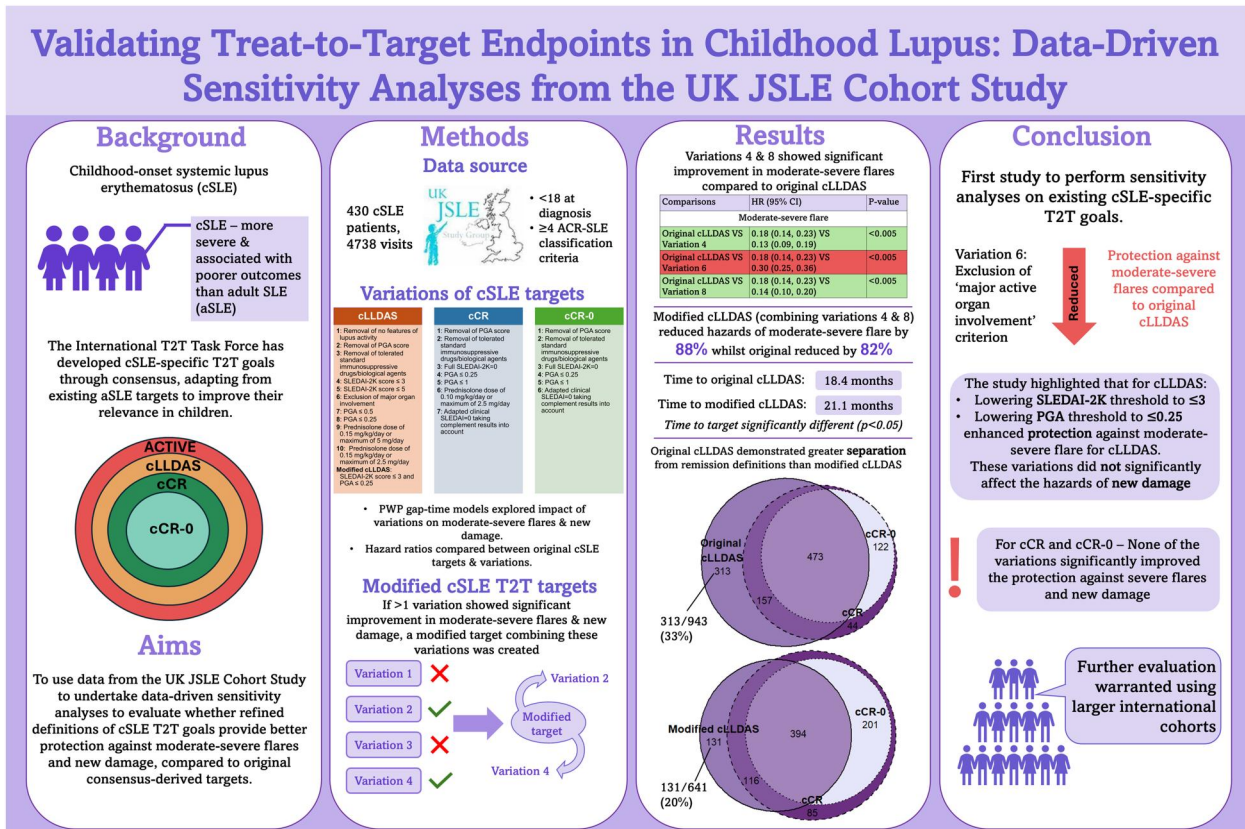 Validating Treat-to-Target Endpoints in Childhood Lupus: Data-Driven
Sensitivity Analyses from the UK JSLE Cohort Study
Background
Childhood-onset systemic lupus
erythematosus (cSLE)
cSLE – more
severe &
associated with
poorer outcomes
than adult SLE
(aSLE)
The International T2T Task Force has
developed cSLE-specific T2T goals
through consensus, adapting from
existing aSLE targets to improve their
relevance in children.
ACTIVE
cLLDAS
cCR
cCR-0
Aims
To use data from the UK JSLE Cohort Study
to undertake data-driven sensitivity
analyses to evaluate whether refined
definitions of cSLE T2T goals provide better
protection against moderate-severe flares
and new damage, compared to original
consensus-derived targets.
Methods
Data source
430 cSLE
patients,
4738 visits
UK
JSLE
Study Group
• <18 at
diagnosis
• ≥4 ACR-SLE
classification
criteria
Variations of cSLE targets
cLLDAS
1: Removal of no features of
lupus activity
2: Removal of PGA score
3: Removal of tolerated
standard
immunosuppressive
drugs/biological agents
4: SLEDAI-2K score ≤ 3
5: SLEDAI-2K score ≤ 5
6: Exclusion of major organ
involvement
7: PGA ≤ 0.5
8: PGA ≤ 0.25
9: Prednisolone dose of
0.15 mg/kg/day or
maximum of 5 mg/day
10: Prednisolone dose of
0.15 mg/kg/day or
maximum of 2.5 mg/day
Modified cLLDAS:
SLEDAI-2K score ≤ 3 and
PGA ≤ 0.25
cCR
1: Removal of PGA score
2: Removal of tolerated
standard
immunosuppressive
drugs/biological agents
3: Full SLEDAI-2K=0
4: PGA ≤ 0.25
5: PGA ≤ 1
6: Prednisolone dose of
0.10 mg/kg/day or
maximum of 2.5 mg/day
7: Adapted clinical
SLEDAI=0 taking
complement results into
account
cCR-0
1: Removal of PGA score
2: Removal of tolerated
standard
immunosuppressive
drugs/biological agents
3: Full SLEDAI-2K=0
4: PGA ≤ 0.25
5: PGA ≤ 1
6: Adapted clinical
SLEDAI=0 taking
complement results into
account
• PWP gap-time models explored impact of
variations on moderate-severe flares & new
damage.
• Hazard ratios compared between original cSLE
targets & variations.
Modified cSLE T2T targets
If >1 variation showed significant
improvement in moderate-severe flares & new
damage, a modified target combining these
variations was created
Variation 1
Variation 2
Variation 3
Variation 4
Variation 2
Modified
target
Variation 4
Results
Variations 4 & 8 showed significant
improvement in moderate-severe flares
compared to original cLLDAS
Comparisons HR (95% CI) P-value
Moderate-severe flare
Original cLLDAS VS 0.18 (0.14, 0.23) VS <0.005
Variation 4 0.13 (0.09, 0.19)
Original cLLDAS VS 0.18 (0.14, 0.23) VS <0.005
Variation 6 0.30 (0.25, 0.36)
Original cLLDAS VS 0.18 (0.14, 0.23) VS <0.005
Variation 8 0.14 (0.10, 0.20)
Modified cLLDAS (combining variations 4 & 8)
reduced hazards of moderate-severe flare by
88% whilst original reduced by 82%
Time to original cLLDAS: 18.4 months
Time to modified cLLDAS: 21.1 months
Time to target significantly different (p<0.05)
Original cLLDAS demonstrated greater separation
from remission definitions than modified cLLDAS
Original
cLLDAS
313
473
cCR-0
122
157
cCR
44
313/943
(33%)
Modified cLLDAS
131
394
cCR-0
201
116
cCR
85
131/641
(20%)
Conclusion
First study to perform sensitivity
analyses on existing cSLE-specific
T2T goals.
Variation 6:
Exclusion of
'major active
organ
involvement'
criterion
Reduced
Protection against
moderate-severe
flares compared to
original
cLLDAS
The study highlighted that for cLLDAS:
• Lowering SLEDAI-2K threshold to ≤3
• Lowering PGA threshold to ≤0.25
enhanced protection against moderate-
severe flare for cLLDAS.
These variations did not significantly
affect the hazards of new damage
!
For cCR and cCR-0 – None of the
variations significantly improved
the protection against severe flares
and new damage
Further evaluation
warranted using
larger international
cohorts